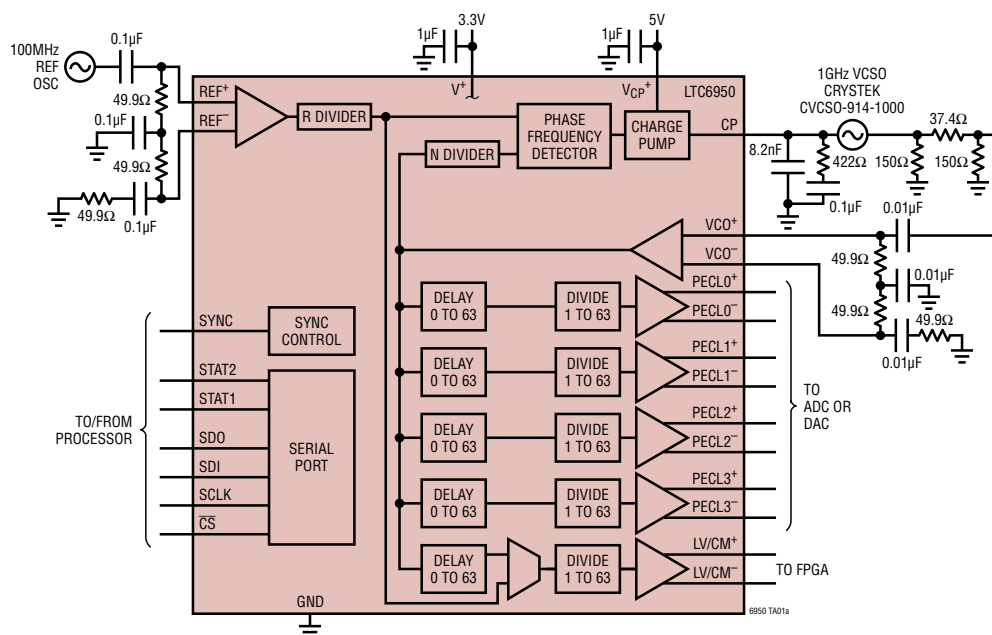 3.3V
5V
1µF
1µF
0.1µF
100MHz
REF
OSC
1GHz VCSO
CRYSTEK
CVCSO-914-1000
V+
VCP+
LTC6950
REF+
REF–
49.9Ω
0.1µF
49.9Ω
49.9Ω
0.1µF
R DIVIDER
N DIVIDER
PHASE
FREQUENCY
DETECTOR
CHARGE
PUMP
CP
37.4Ω
8.2nF
422Ω
150Ω
150Ω
0.1µF
0.01µF
VCO+
VCO–
49.9Ω
0.01µF
49.9Ω
49.9Ω
0.01µF
DELAY
0 TO 63
DIVIDE
1 TO 63
PECL0+
PECL0–
SYNC
SYNC
CONTROL
DELAY
0 TO 63
DIVIDE
1 TO 63
PECL1+
PECL1–
STAT2
STAT1
SDO
SDI
SCLK
CS
TO/FROM
PROCESSOR
SERIAL
PORT
DELAY
0 TO 63
DIVIDE
1 TO 63
PECL2+
PECL2–
TO
ADC OR
DAC
DELAY
0 TO 63
DIVIDE
1 TO 63
PECL3+
PECL3–
DELAY
0 TO 63
DIVIDE
1 TO 63
LV/CM+
LV/CM–
TO FPGA
GND
6950 TA01a